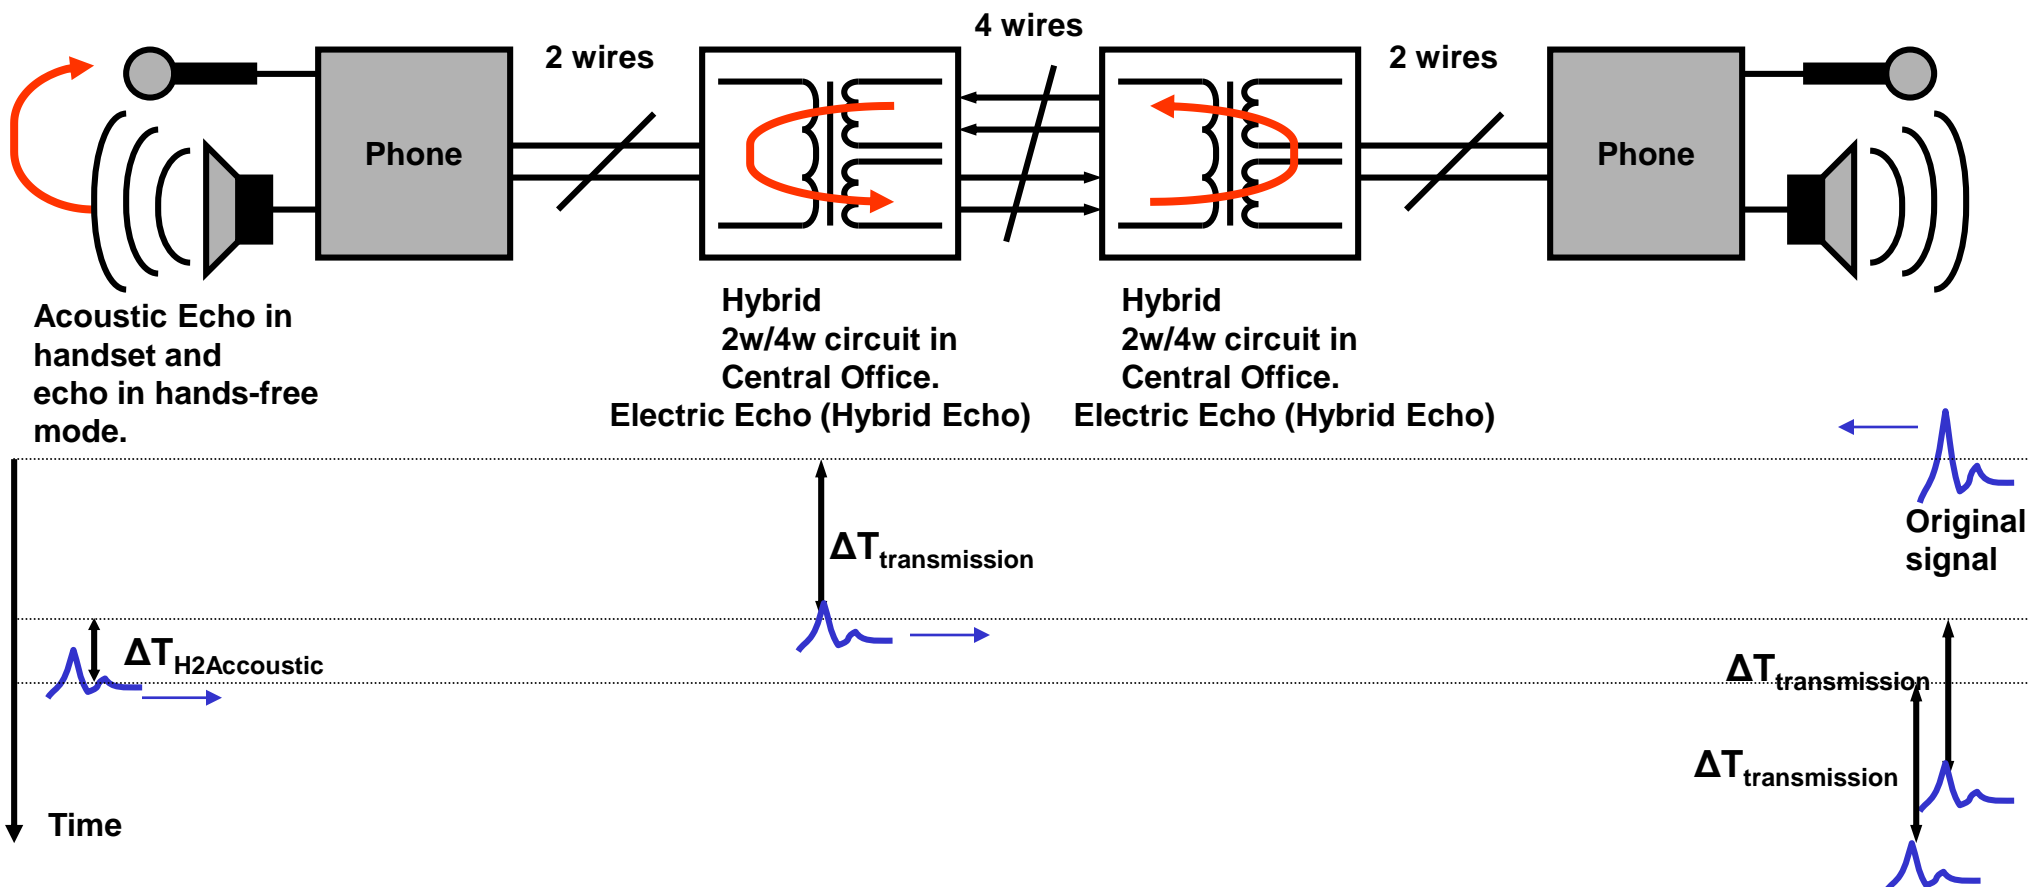 4 wires
2 wires
2 wires
Phone
Phone
Hybrid
2w/4w circuit in
Central Office.
Electric Echo (Hybrid Echo)
Hybrid
2w/4w circuit in
Central Office.
Electric Echo (Hybrid Echo)
Acoustic Echo in
handset and
echo in hands-free
mode.
Original
signal
ΔTtransmission
ΔTH2Accoustic
ΔTtransmission
ΔTtransmission
Time